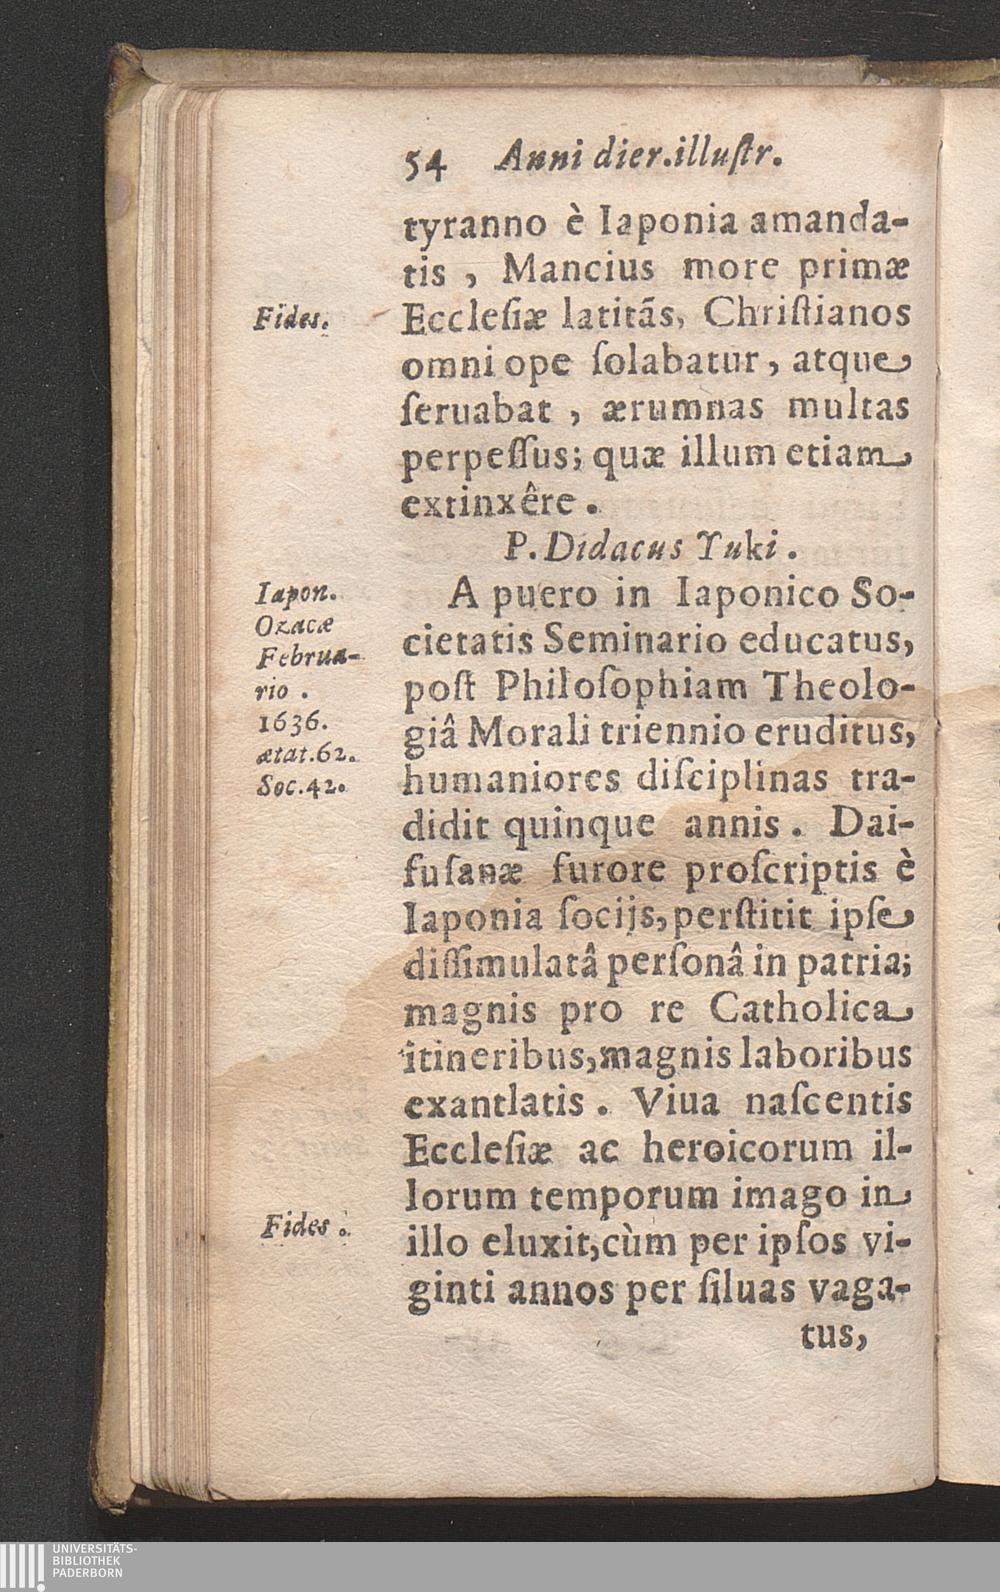 54 Anni dier.illuſtr.
tyranno è Iaponia amanda-
tis , Mancius more primæ
Fides.
Eccleſiæ latitãs, Chriſtianos
omni ope ſolabatur, atque
ſeruabat , ærumnas multas
perpeſſus; quæ illum etiam
extinxêre .
P. Didacus Yuki .
Iapon.
Ozacæ
Februa-
rio .
1636.
ætat.62.
Soc.42.
A puero in Iaponico So-
cietatis Seminario educatus,
poſt Philoſophiam Theolo-
giâ Morali triennio eruditus,
humaniores diſciplinas tra-
didit quinque annis . Dai-
fuſanæ furore proſcriptis è
Iaponia ſocijs, perſtitit ipſe
diſſimulatâ perſonâ in patria;
magnis pro re Catholica
itineribus, magnis laboribus
exantlatis . Viua naſcentis
Eccleſiæ ac heroicorum il-
lorum temporum imago in
Fides .
illo eluxit, cùm per ipſos vi-
ginti annos per ſiluas vaga-
tus,
UNIVERSITÄTS-
BIBLIOTHEK
PADERBORN